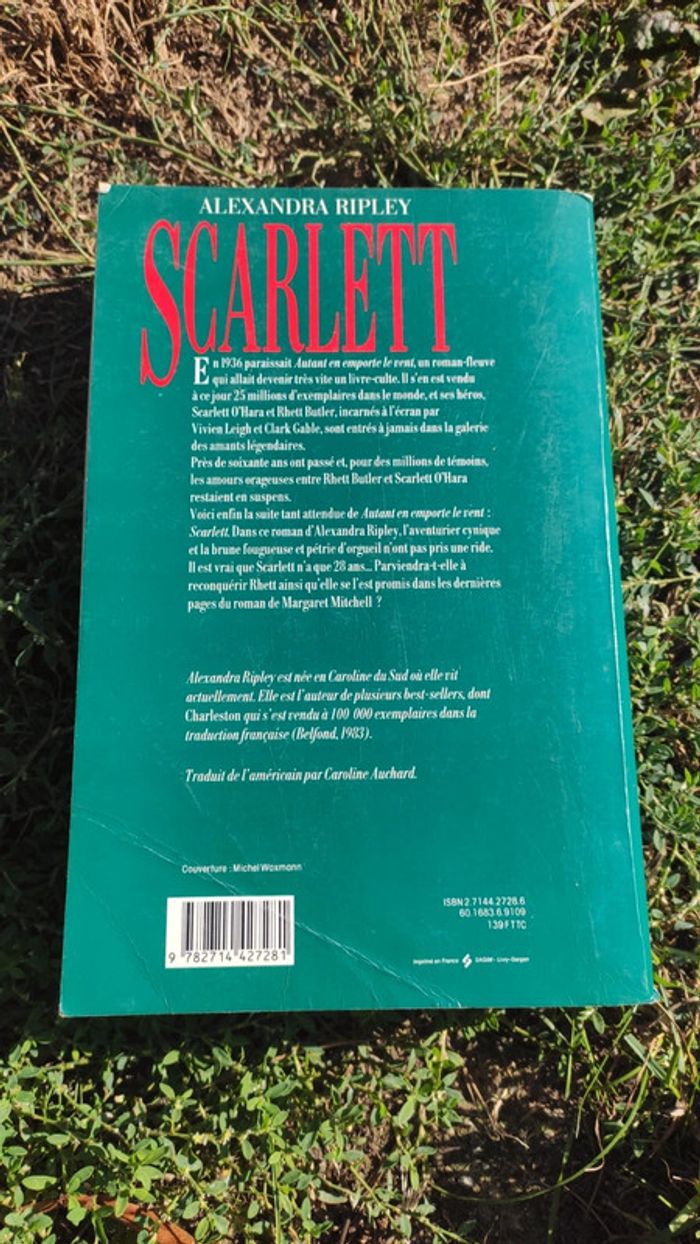 ALEXANDRA RIPLEY
SCARLETT
En 1936 paraissait Autant en emporte le vent, un roman-fleuve
qui allait devenir très vite un livre-culte. Il s'en est vendu
à ce jour 25 millions d'exemplaires dans le monde, et ses héros,
Scarlett O'Hara et Rhett Butler, incarnés à l'écran par
Vivien Leigh et Clark Gable, sont entrés à jamais dans la galerie
des amants légendaires.
Près de soixante ans ont passé et, pour des millions de témoins,
les amours orageuses entre Rhett Butler et Scarlett O'Hara
restaient en suspens.
Voici enfin la suite tant attendue de Autant en emporte le vent :
Scarlett. Dans ce roman d'Alexandra Ripley, l'aventurier cynique
et la brune fougueuse et pétrie d'orgueil n'ont pas pris une ride.
Il est vrai que Scarlett n'a que 28 ans... Parviendra-t-elle à
reconquérir Rhett ainsi qu'elle se l'est promis dans les dernières
pages du roman de Margaret Mitchell ?
Alexandra Ripley est née en Caroline du Sud où elle vit
actuellement. Elle est l'auteur de plusieurs best-sellers, dont
Charleston qui s'est vendu à 100 000 exemplaires dans la
traduction française (Belfond, 1983).
Traduit de l'américain par Caroline Auchard.
Couverture : Michel Waxmann
ISBN 2.7144.2728.6
60.1683.6.9109
139 F TTC
9 782714 427281
Imprimé en France
Livry-Gargan